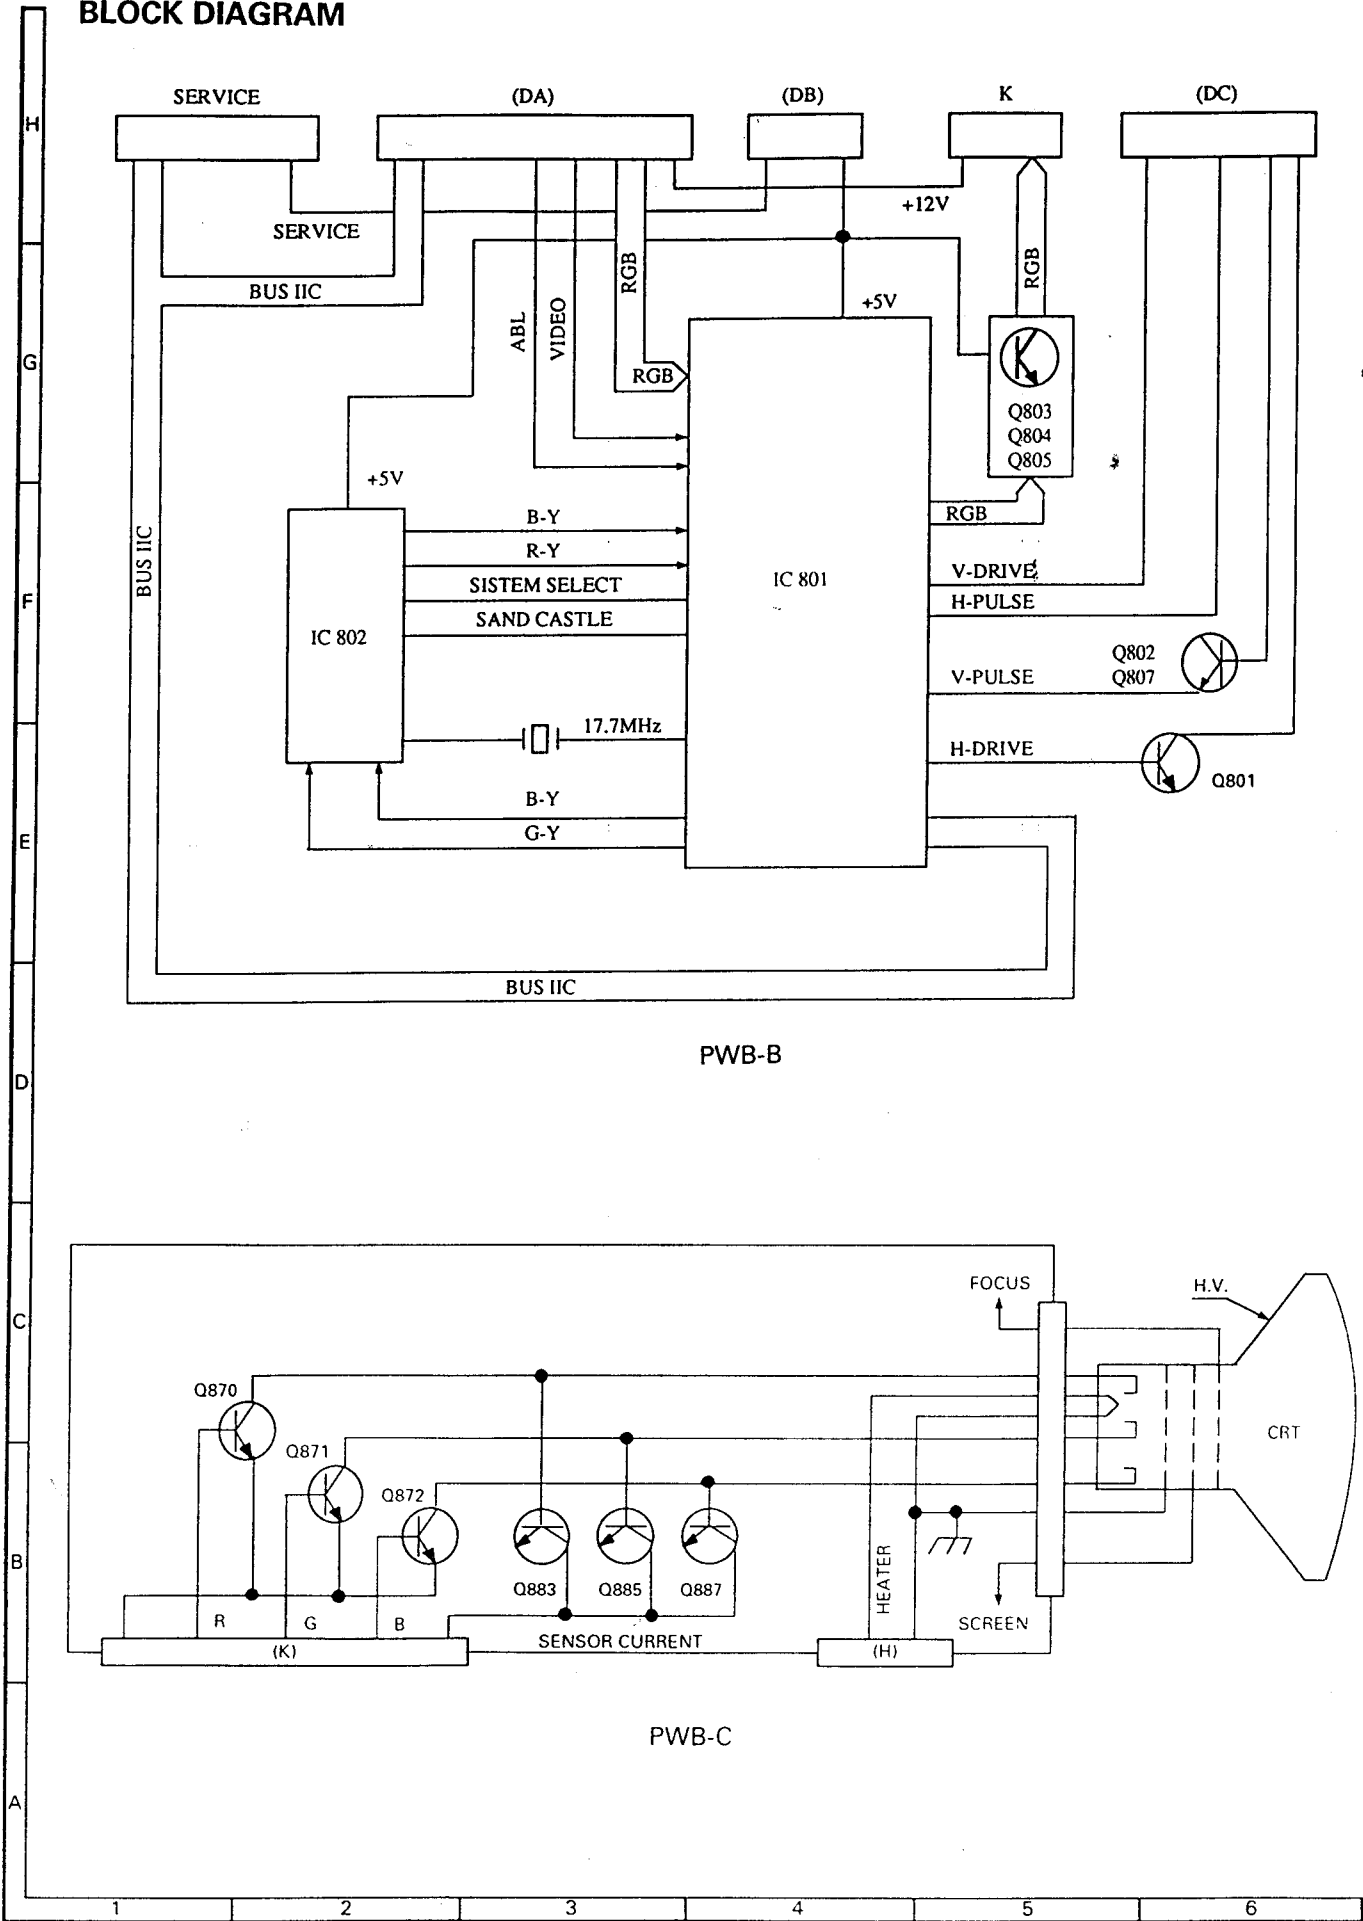 BLOCK DIAGRAM
SERVICE
(DA)
(DB)
K
(DC)
H
+12V
SERVICE
RGB
RGB
BUS IIC
+5V
ABL
VIDEO
G
RGB
Q803
Q804
Q805
+5V
RGB
B-Y
R-Y
BUS IIC
SISTEM SELECT
SAND CASTLE
IC 801
V-DRIVE
H-PULSE
F
IC 802
Q802
Q807
V-PULSE
17.7MHz
H-DRIVE
Q801
B-Y
G-Y
E
BUS IIC
PWB-B
D
FOCUS
H.V.
C
Q870
Q871
Q872
CRT
B
Q883
Q885
Q887
HEATER
R
G
B
SCREEN
SENSOR CURRENT
(K)
(H)
PWB-C
A
1
2
3
4
5
6